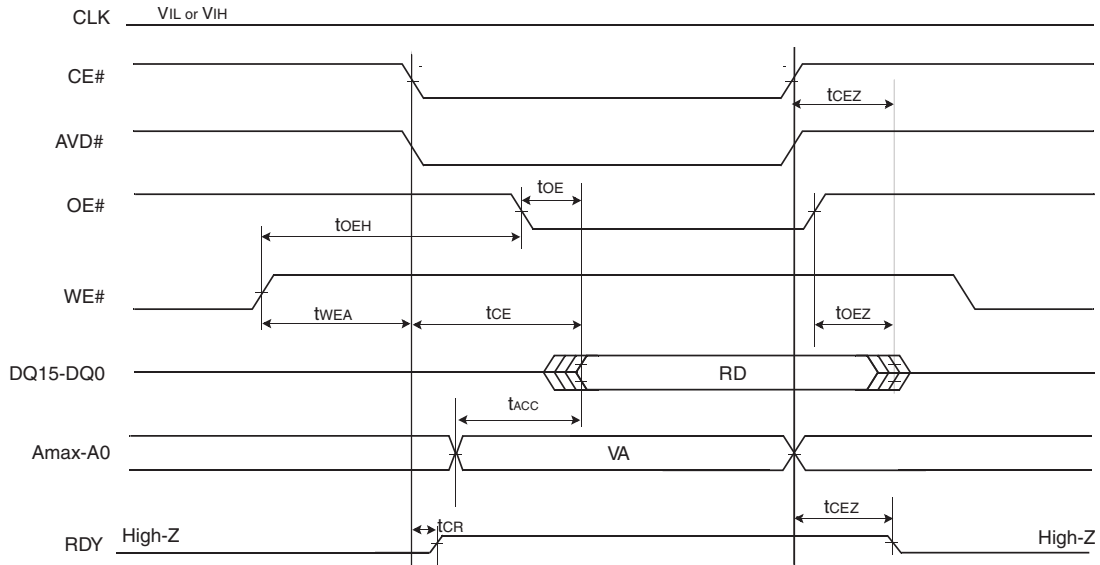 CLK VIL or VIH
CE#
tCEZ
AVD#
OE# tOE
tOEH
WE#
tWEA tCE tOEZ
DQ15-DQ0 RD
tACC
Amax-A0 VA
tCEZ
RDY High-Z tCR High-Z